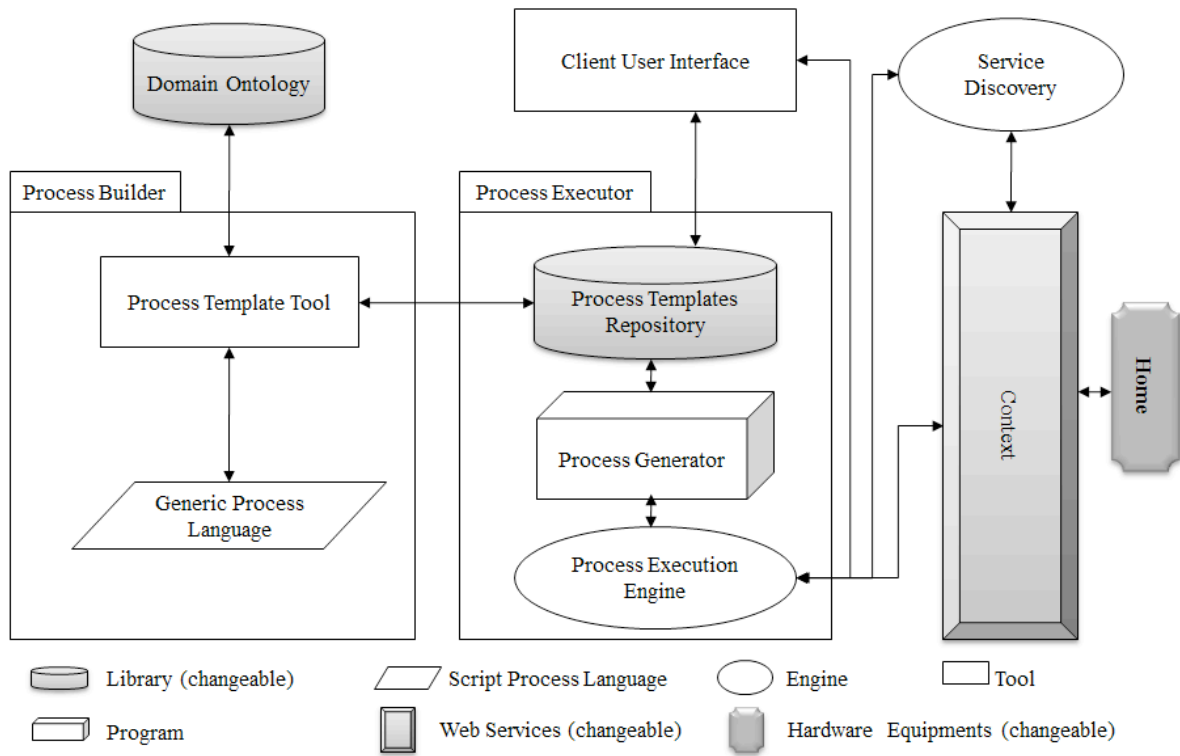 Domain Ontology
Client User Interface
Service
Discovery
Process Builder
Process Executor
Process Template Tool
Process Templates
Repository
Home
Context
Process Generator
Generic Process
Language
Process Execution
Engine
Library (changeable)
Script Process Language
Engine
Tool
Program
Web Services (changeable)
Hardware Equipments (changeable)